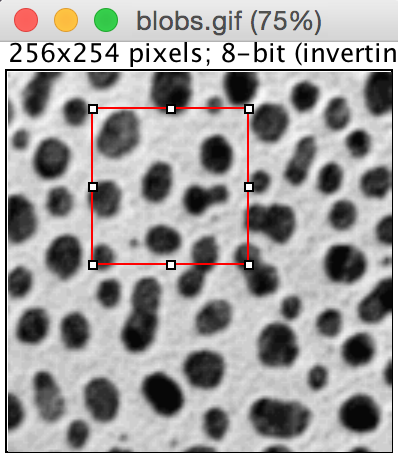 blobs.gif (75%)
256x254 pixels; 8-bit (invertin